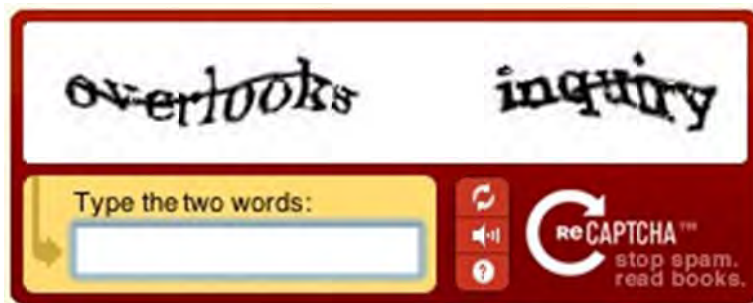 overlooks inquiry
Type the two words:
ReCAPTCHA™
stop spam.
read books.